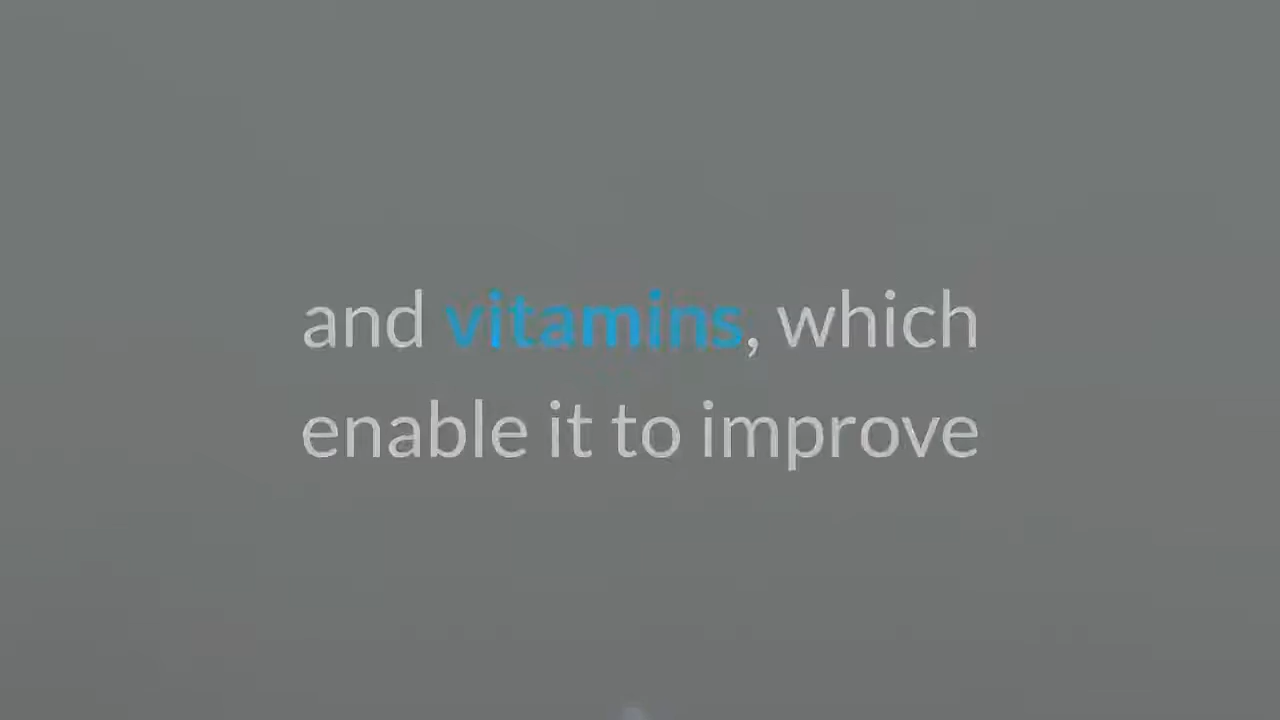 and vitamins, which
enable it to improve